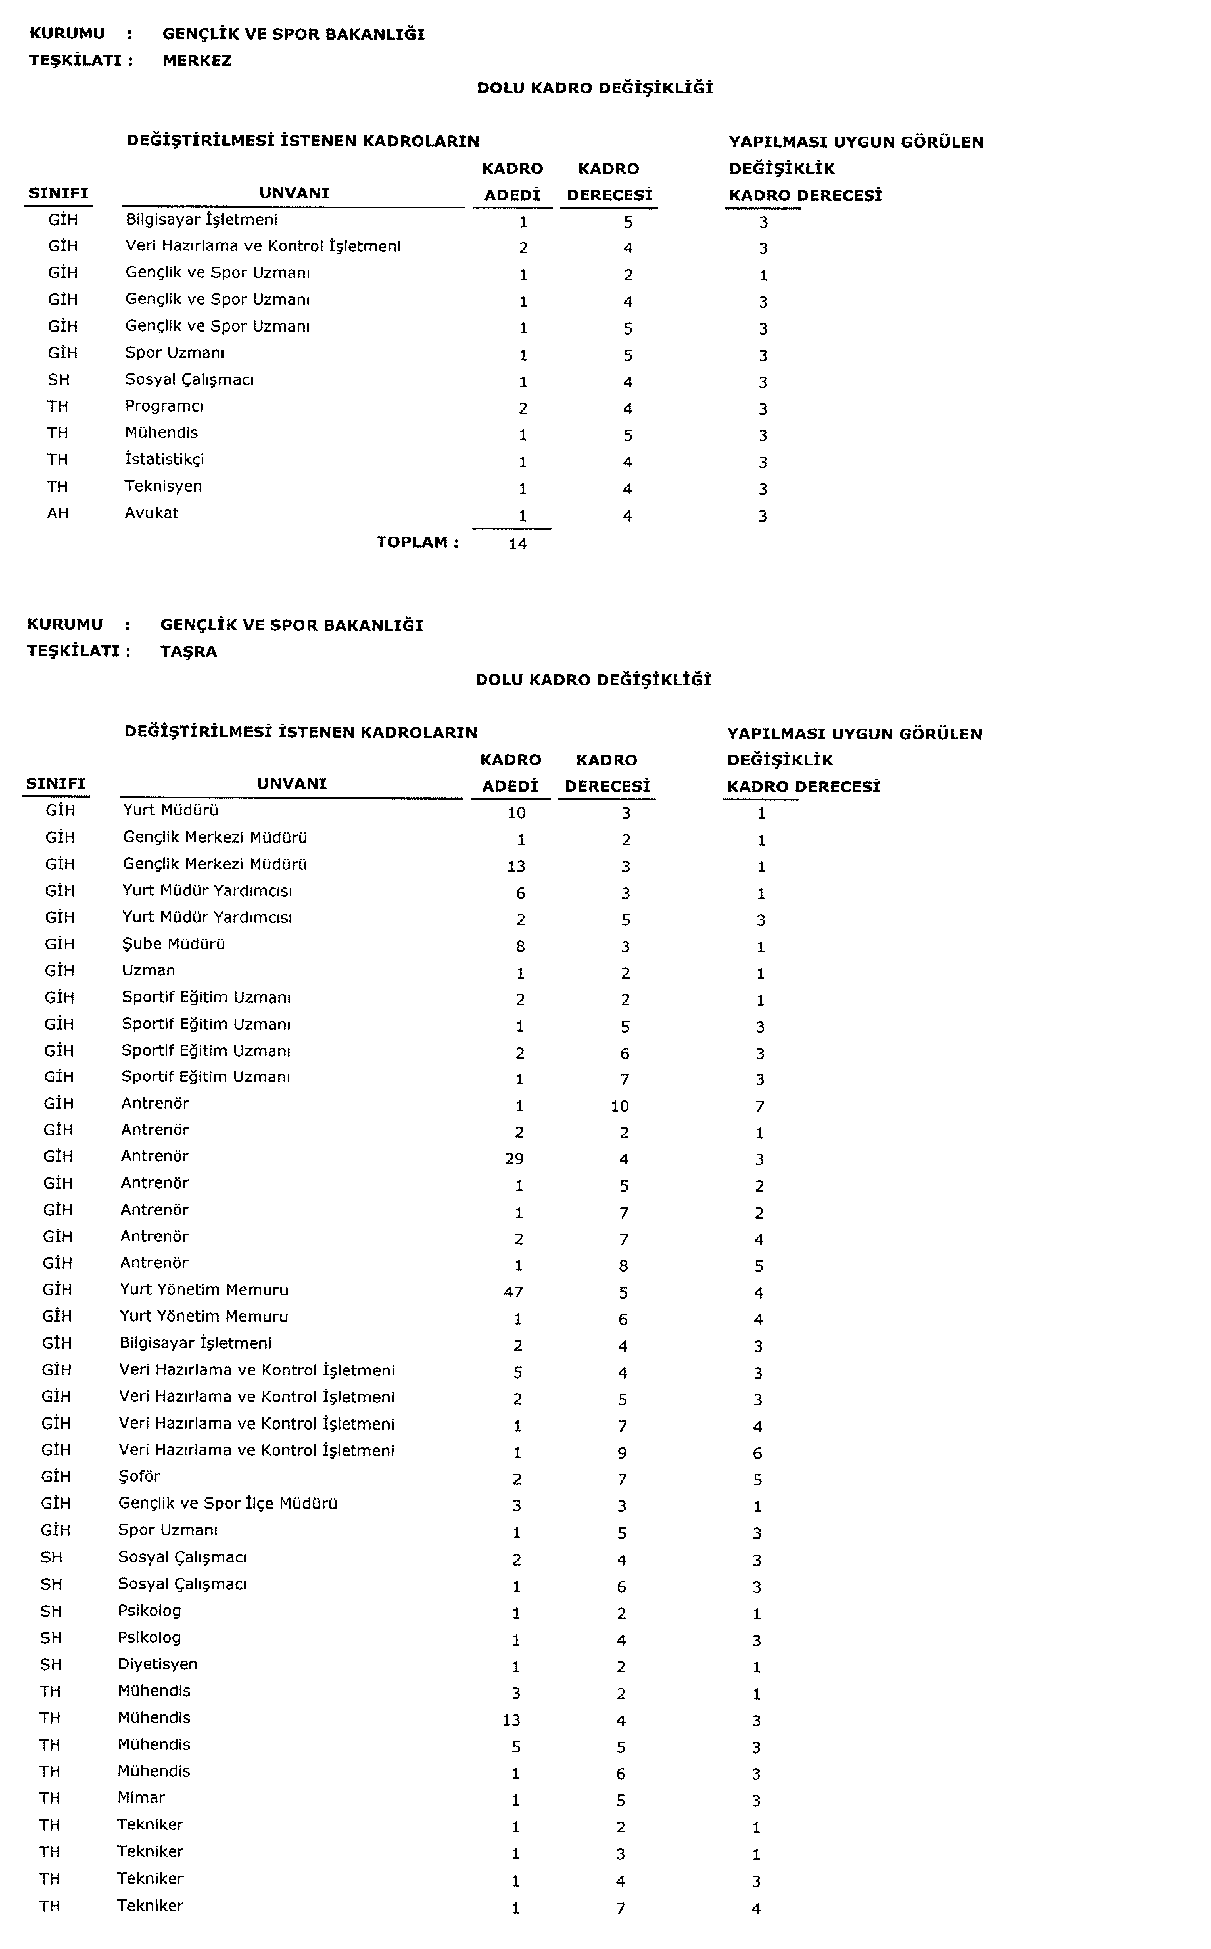 KURUMU : GENÇLİK VE SPOR BAKANLIĞI
TEŞKİLATI : MERKEZ
DOLU KADRO DEĞİŞİKLİĞİ
DEĞİŞTİRİLMESİ İSTENEN KADROLARIN YAPILMASI UYGUN GÖRÜLEN
KADRO KADRO DEĞİŞİKLİK
SINIFI UNVANI ADEDİ DERECESİ KADRO DERECESİ
GİH Bilgisayar İşletmeni 1 5 3
GİH Veri Hazırlama ve Kontrol İşletmeni 2 4 3
GİH Gençlik ve Spor Uzmanı 1 2 1
GİH Gençlik ve Spor Uzmanı 1 4 3
GİH Gençlik ve Spor Uzmanı 1 5 3
GİH Spor Uzmanı 1 5 3
SH Sosyal Çalışmacı 1 4 3
TH Programcı 2 4 3
TH Mühendis 1 5 3
TH İstatistikçi 1 4 3
TH Teknisyen 1 4 3
AH Avukat 1 4 3
TOPLAM : 14
KURUMU : GENÇLİK VE SPOR BAKANLIĞI
TEŞKİLATI : TAŞRA
DOLU KADRO DEĞİŞİKLİĞİ
DEĞİŞTİRİLMESİ İSTENEN KADROLARIN YAPILMASI UYGUN GÖRÜLEN
KADRO KADRO DEĞİŞİKLİK
SINIFI UNVANI ADEDİ DERECESİ KADRO DERECESİ
GİH Yurt Müdürü 10 3 1
GİH Gençlik Merkezi Müdürü 1 2 1
GİH Gençlik Merkezi Müdürü 13 3 1
GİH Yurt Müdür Yardımcısı 6 3 1
GİH Yurt Müdür Yardımcısı 2 5 3
GİH Şube Müdürü 8 3 1
GİH Uzman 1 2 1
GİH Sportif Eğitim Uzmanı 2 2 1
GİH Sportif Eğitim Uzmanı 1 5 3
GİH Sportif Eğitim Uzmanı 2 6 3
GİH Sportif Eğitim Uzmanı 1 7 3
GİH Antrenör 1 10 7
GİH Antrenör 2 2 1
GİH Antrenör 29 4 3
GİH Antrenör 1 5 2
GİH Antrenör 1 7 2
GİH Antrenör 2 7 4
GİH Antrenör 1 8 5
GİH Yurt Yönetim Memuru 47 5 4
GİH Yurt Yönetim Memuru 1 6 4
GİH Bilgisayar İşletmeni 2 4 3
GİH Veri Hazırlama ve Kontrol İşletmeni 5 4 3
GİH Veri Hazırlama ve Kontrol İşletmeni 2 5 3
GİH Veri Hazırlama ve Kontrol İşletmeni 1 7 4
GİH Veri Hazırlama ve Kontrol İşletmeni 1 9 6
GİH Şoför 2 7 5
GİH Gençlik ve Spor İlçe Müdürü 3 3 1
GİH Spor Uzmanı 1 5 3
SH Sosyal Çalışmacı 2 4 3
SH Sosyal Çalışmacı 1 6 3
SH Psikolog 1 2 1
SH Psikolog 1 4 3
SH Diyetisyen 1 2 1
TH Mühendis 3 2 1
TH Mühendis 13 4 3
TH Mühendis 5 5 3
TH Mühendis 1 6 3
TH Mimar 1 5 3
TH Tekniker 1 2 1
TH Tekniker 1 3 1
TH Tekniker 1 4 3
TH Tekniker 1 7 4